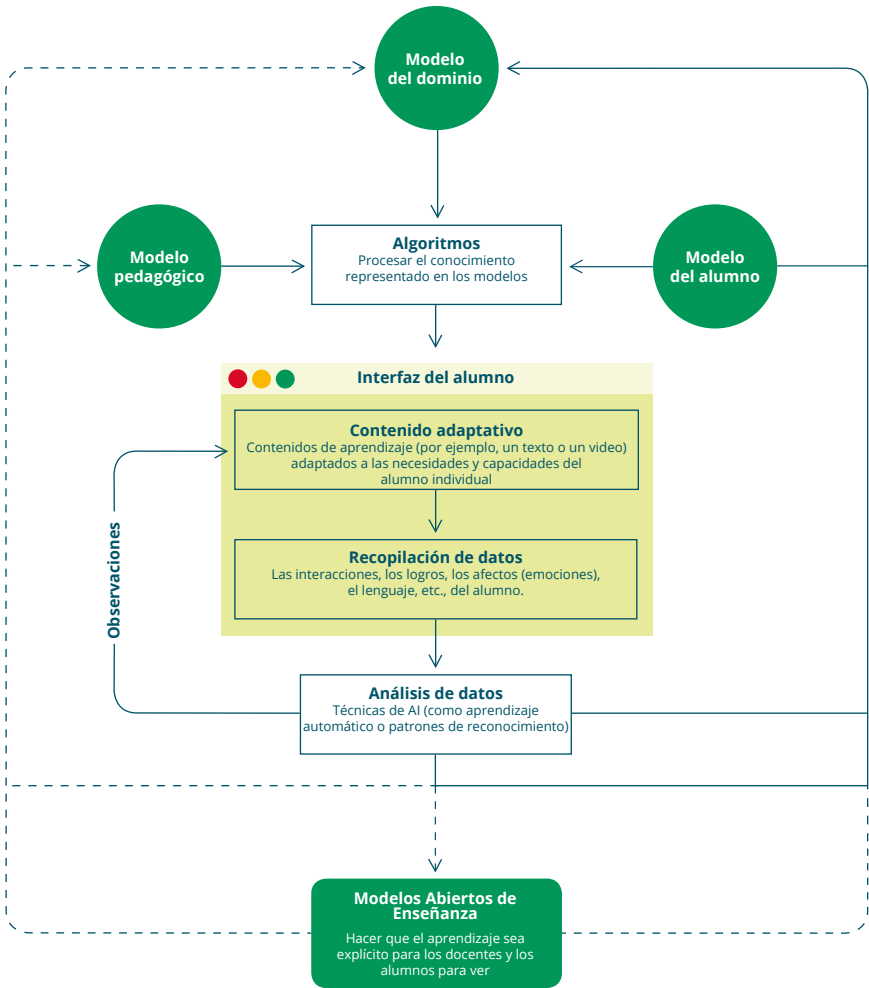 Modelo
del dominio
Modelo
pedagógico
Algoritmos
Procesar el conocimiento
representado en los modelos
Modelo
del alumno
Interfaz del alumno
Contenido adaptativo
Contenidos de aprendizaje (por ejemplo, un texto o un video)
adaptados a las necesidades y capacidades del
alumno individual
Observaciones
Recopilación de datos
Las interacciones, los logros, los afectos (emociones),
el lenguaje, etc., del alumno.
Análisis de datos
Técnicas de AI (como aprendizaje
automático o patrones de reconocimiento)
Modelos Abiertos de
Enseñanza
Hacer que el aprendizaje sea
explícito para los docentes y los
alumnos para ver